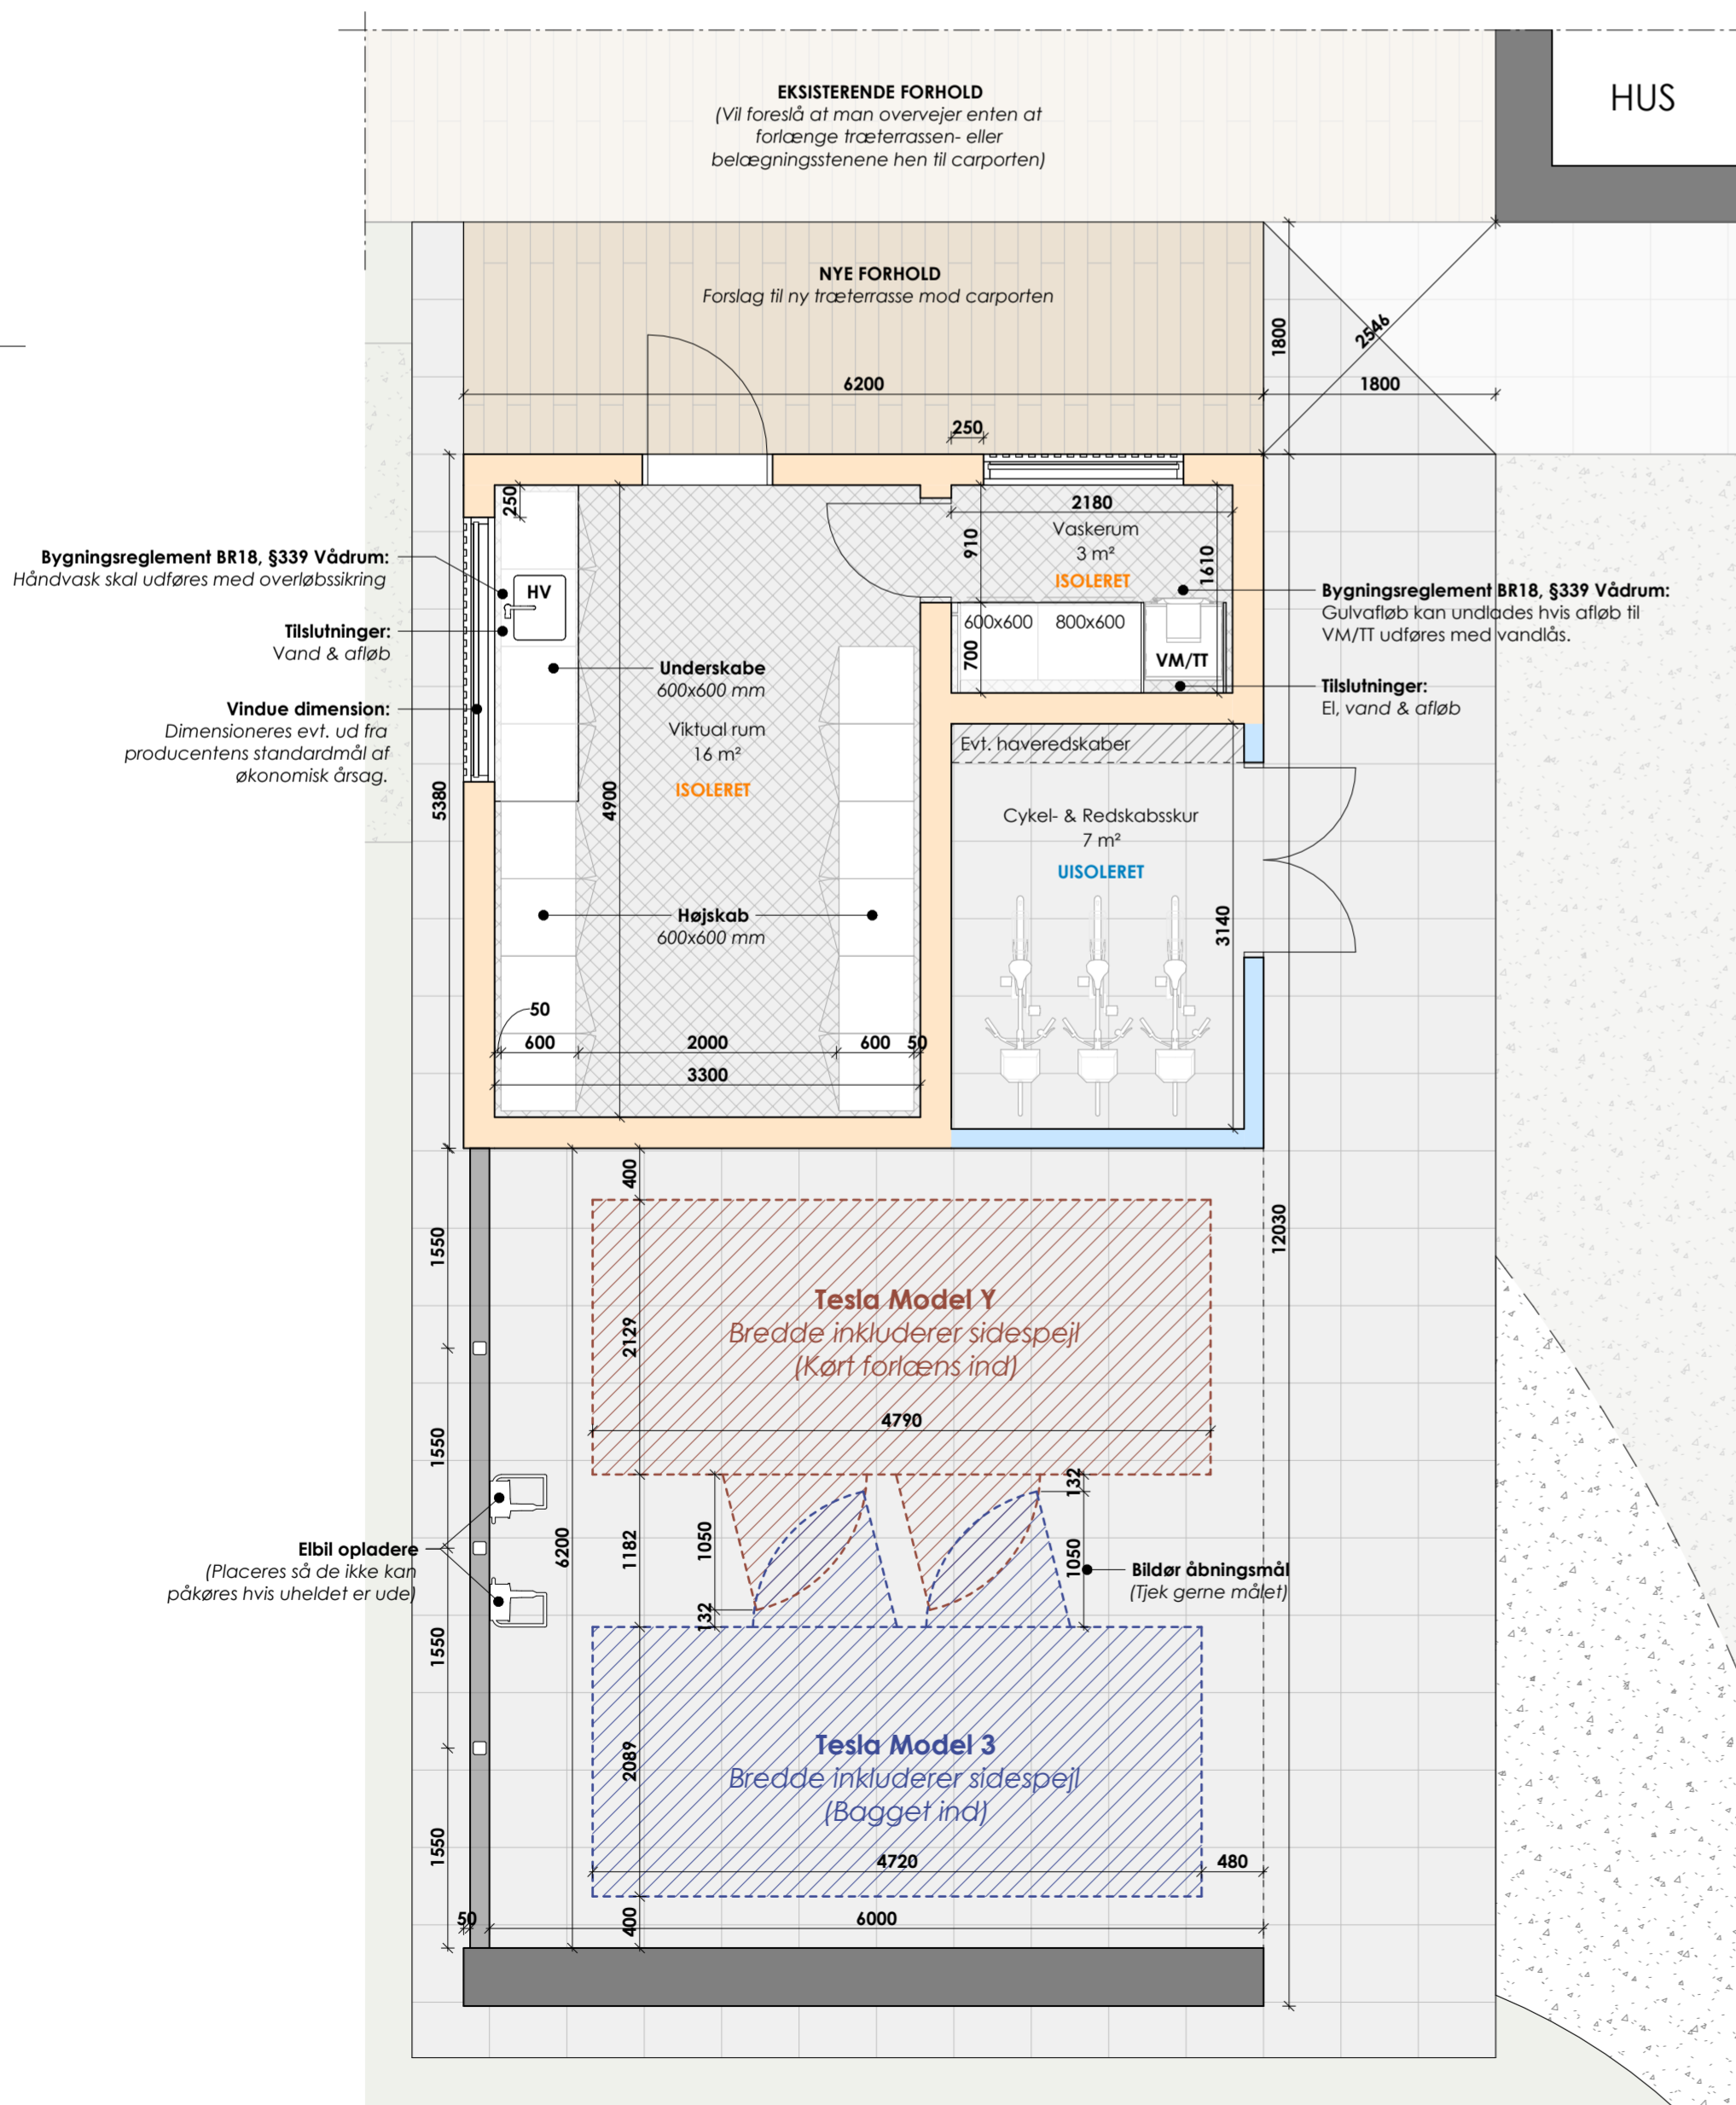 EKSISTERENDE FORHOLD
(Vil foreslå at man overvejer enten at
forlænge træterrassen- eller
belægningsstenene hen til carporten)
HUS
NYE FORHOLD
Forslag til ny træterrasse mod carporten
1800
2546
6200
1800
250
250
2180
Vaskerum
3 m²
ISOLERET
910
1610
Bygningsreglement BR18, §339 Vådrum:
Håndvask skal udføres med overløbssikring
HV
Tilslutninger:
Vand & afløb
Bygningsreglement BR18, §339 Vådrum:
Gulvafløb kan undlades hvis afløb til
VM/TT udføres med vandlås.
600x600
800x600
700
VM/TT
Underskabe
600x600 mm
Tilslutninger:
El, vand & afløb
Vindue dimension:
Dimensioneres evt. ud fra
producentens standardmål af
økonomisk årsag.
Viktual rum
16 m²
ISOLERET
Evt. haveredskaber
5380
4900
Cykel- & Redskabsskur
7 m²
UISOLERET
Højskab
600x600 mm
3140
50
600
2000
600
50
3300
400
1550
12030
Tesla Model Y
Bredde inkluderer sidespejl
(Kørt forlæns ind)
2129
4790
1550
132
6200
1182
1050
1050
Elbil opladere
(Placeres så de ikke kan
påkøres hvis uheldet er ude)
Bildør åbningsmål
(Tjek gerne målet)
132
1550
Tesla Model 3
Bredde inkluderer sidespejl
(Bagget ind)
2089
1550
4720
480
50
400
6000